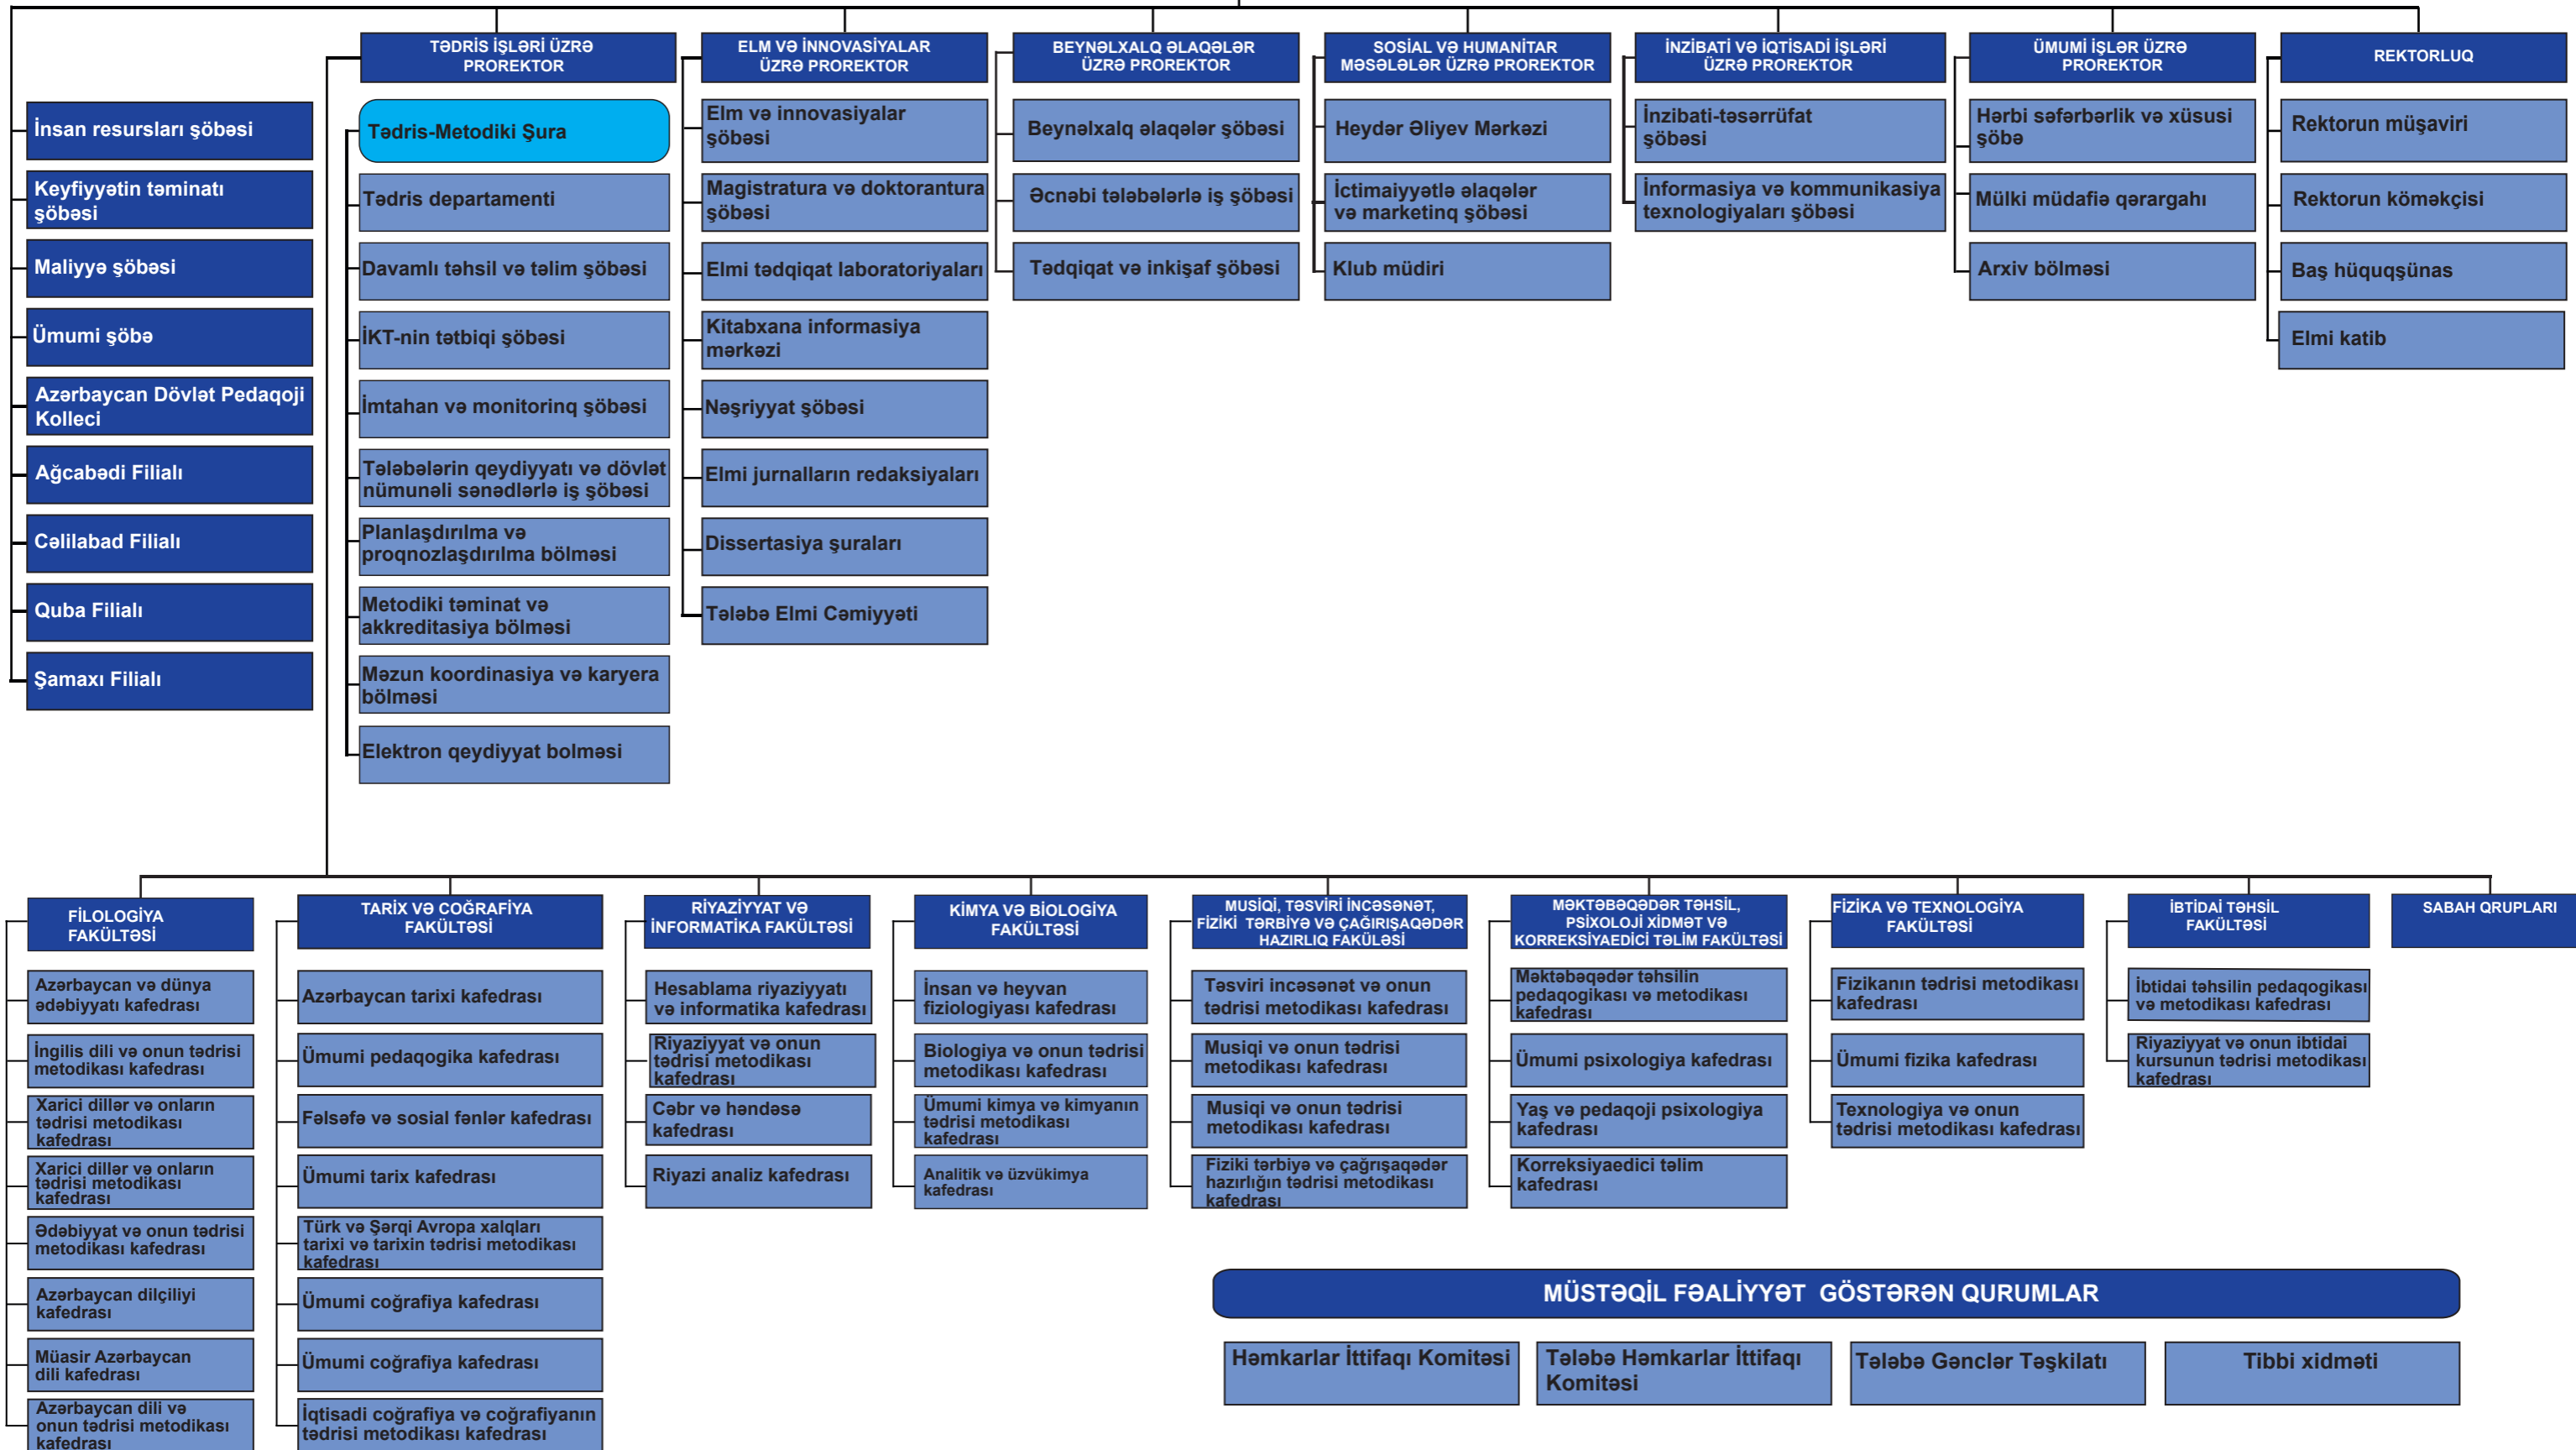 TƏDRİS İŞLƏRİ ÜZRƏ
PROREKTOR
ELM VƏ İNNOVASİYALAR
ÜZRƏ PROREKTOR
BEYNƏLXALQ ƏLAQƏLƏR
ÜZRƏ PROREKTOR
SOSİAL VƏ HUMANİTAR
MƏSƏLƏLƏR ÜZRƏ PROREKTOR
İNZİBATİ VƏ İQTİSADİ İŞLƏRİ
ÜZRƏ PROREKTOR
ÜMUMİ İŞLƏR ÜZRƏ
PROREKTOR
REKTORLUQ
İnsan resursları şöbəsi
Keyfiyyətin təminatı
şöbəsi
Maliyyə şöbəsi
Ümumi şöbə
Azərbaycan Dövlət Pedaqoji
Kolleci
Ağcabədi Filialı
Cəlilabad Filialı
Quba Filialı
Şamaxı Filialı
Tədris-Metodiki Şura
Tədris departamenti
Davamlı təhsil və təlim şöbəsi
İKT-nin tətbiqi şöbəsi
İmtahan və monitorinq şöbəsi
Tələbələrin qeydiyyatı və dövlət
nümunəli sənədlərlə iş şöbəsi
Planlaşdırılma və
proqnozlaşdırılma bölməsi
Metodiki təminat və
akkreditasiya bölməsi
Məzun koordinasiya və karyera
bölməsi
Elektron qeydiyyat bolməsi
Elm və innovasiyalar
şöbəsi
Magistratura və doktorantura
şöbəsi
Elmi tədqiqat laboratoriyaları
Kitabxana informasiya
mərkəzi
Nəşriyyat şöbəsi
Elmi jurnalların redaksiyaları
Dissertasiya şuraları
Tələbə Elmi Cəmiyyəti
Beynəlxalq əlaqələr şöbəsi
Əcnəbi tələbələrlə iş şöbəsi
Tədqiqat və inkişaf şöbəsi
Heydər Əliyev Mərkəzi
İctimaiyyətlə əlaqələr
və marketinq şöbəsi
Klub müdiri
İnzibati-təsərrüfat
şöbəsi
İnformasiya və kommunikasiya
texnologiyaları şöbəsi
Hərbi səfərbərlik və xüsusi
şöbə
Mülki müdafiə qərargahı
Arxiv bölməsi
Rektorun müşaviri
Rektorun köməkçisi
Baş hüquqşünas
Elmi katib
FİLOLOGİYA
FAKÜLTƏSİ
Azərbaycan və dünya
ədəbiyyatı kafedrası
İngilis dili və onun tədrisi
metodikası kafedrası
Xarici dillər və onların
tədrisi metodikası
kafedrası
Xarici dillər və onların
tədrisi metodikası
kafedrası
Ədəbiyyat və onun tədrisi
metodikası kafedrası
Azərbaycan dilçiliyi
kafedrası
Müasir Azərbaycan
dili kafedrası
Azərbaycan dili və
onun tədrisi metodikası
kafedrası
TARİX VƏ COĞRAFİYA
FAKÜLTƏSİ
Azərbaycan tarixi kafedrası
Ümumi pedaqogika kafedrası
Fəlsəfə və sosial fənlər kafedrası
Ümumi tarix kafedrası
Türk və Şərqi Avropa xalqları
tarixi və tarixin tədrisi metodikası
kafedrası
Ümumi coğrafiya kafedrası
Ümumi coğrafiya kafedrası
İqtisadi coğrafiya və coğrafiyanın
tədrisi metodikası kafedrası
RİYAZİYYAT VƏ
İNFORMATİKA FAKÜLTƏSİ
Hesablama riyaziyyatı
və informatika kafedrası
Riyaziyyat və onun
tədrisi metodikası
kafedrası
Cəbr və həndəsə
kafedrası
Riyazi analiz kafedrası
KİMYA VƏ BİOLOGİYA
FAKÜLTƏSİ
İnsan və heyvan
fiziologiyası kafedrası
Biologiya və onun tədrisi
metodikası kafedrası
Ümumi kimya və kimyanın
tədrisi metodikası
kafedrası
Analitik və üzvükimya
kafedrası
MUSİQİ, TƏSVİRİ İNCƏSƏNƏT,
FİZİKİ TƏRBİYƏ VƏ ÇAĞIRIŞAQƏDƏR
HAZIRLIQ FAKÜLƏSİ
Təsviri incəsənət və onun
tədrisi metodikası kafedrası
Musiqi və onun tədrisi
metodikası kafedrası
Musiqi və onun tədrisi
metodikası kafedrası
Fiziki tərbiyə və çağrışaqədər
hazırlığın tədrisi metodikası
kafedrası
MƏKTƏBƏQƏDƏR TƏHSİL,
PSİXOLOJİ XİDMƏT VƏ
KORREKSİYAEDİCİ TƏLİM FAKÜLTƏSİ
Məktəbəqədər təhsilin
pedaqogikası və metodikası
kafedrası
Ümumi psixologiya kafedrası
Yaş və pedaqoji psixologiya
kafedrası
Korreksiyaedici təlim
kafedrası
FİZİKA VƏ TEXNOLOGİYA
FAKÜLTƏSİ
Fizikanın tədrisi metodikası
kafedrası
Ümumi fizika kafedrası
Texnologiya və onun
tədrisi metodikası kafedrası
İBTİDAİ TƏHSİL
FAKÜLTƏSİ
İbtidai təhsilin pedaqogikası
və metodikası kafedrası
Riyaziyyat və onun ibtidai
kursunun tədrisi metodikası
kafedrası
SABAH QRUPLARI
MÜSTƏQİL FƏALİYYƏT GÖSTƏRƏN QURUMLAR
Həmkarlar İttifaqı Komitəsi
Tələbə Həmkarlar İttifaqı
Komitəsi
Tələbə Gənclər Təşkilatı
Tibbi xidməti